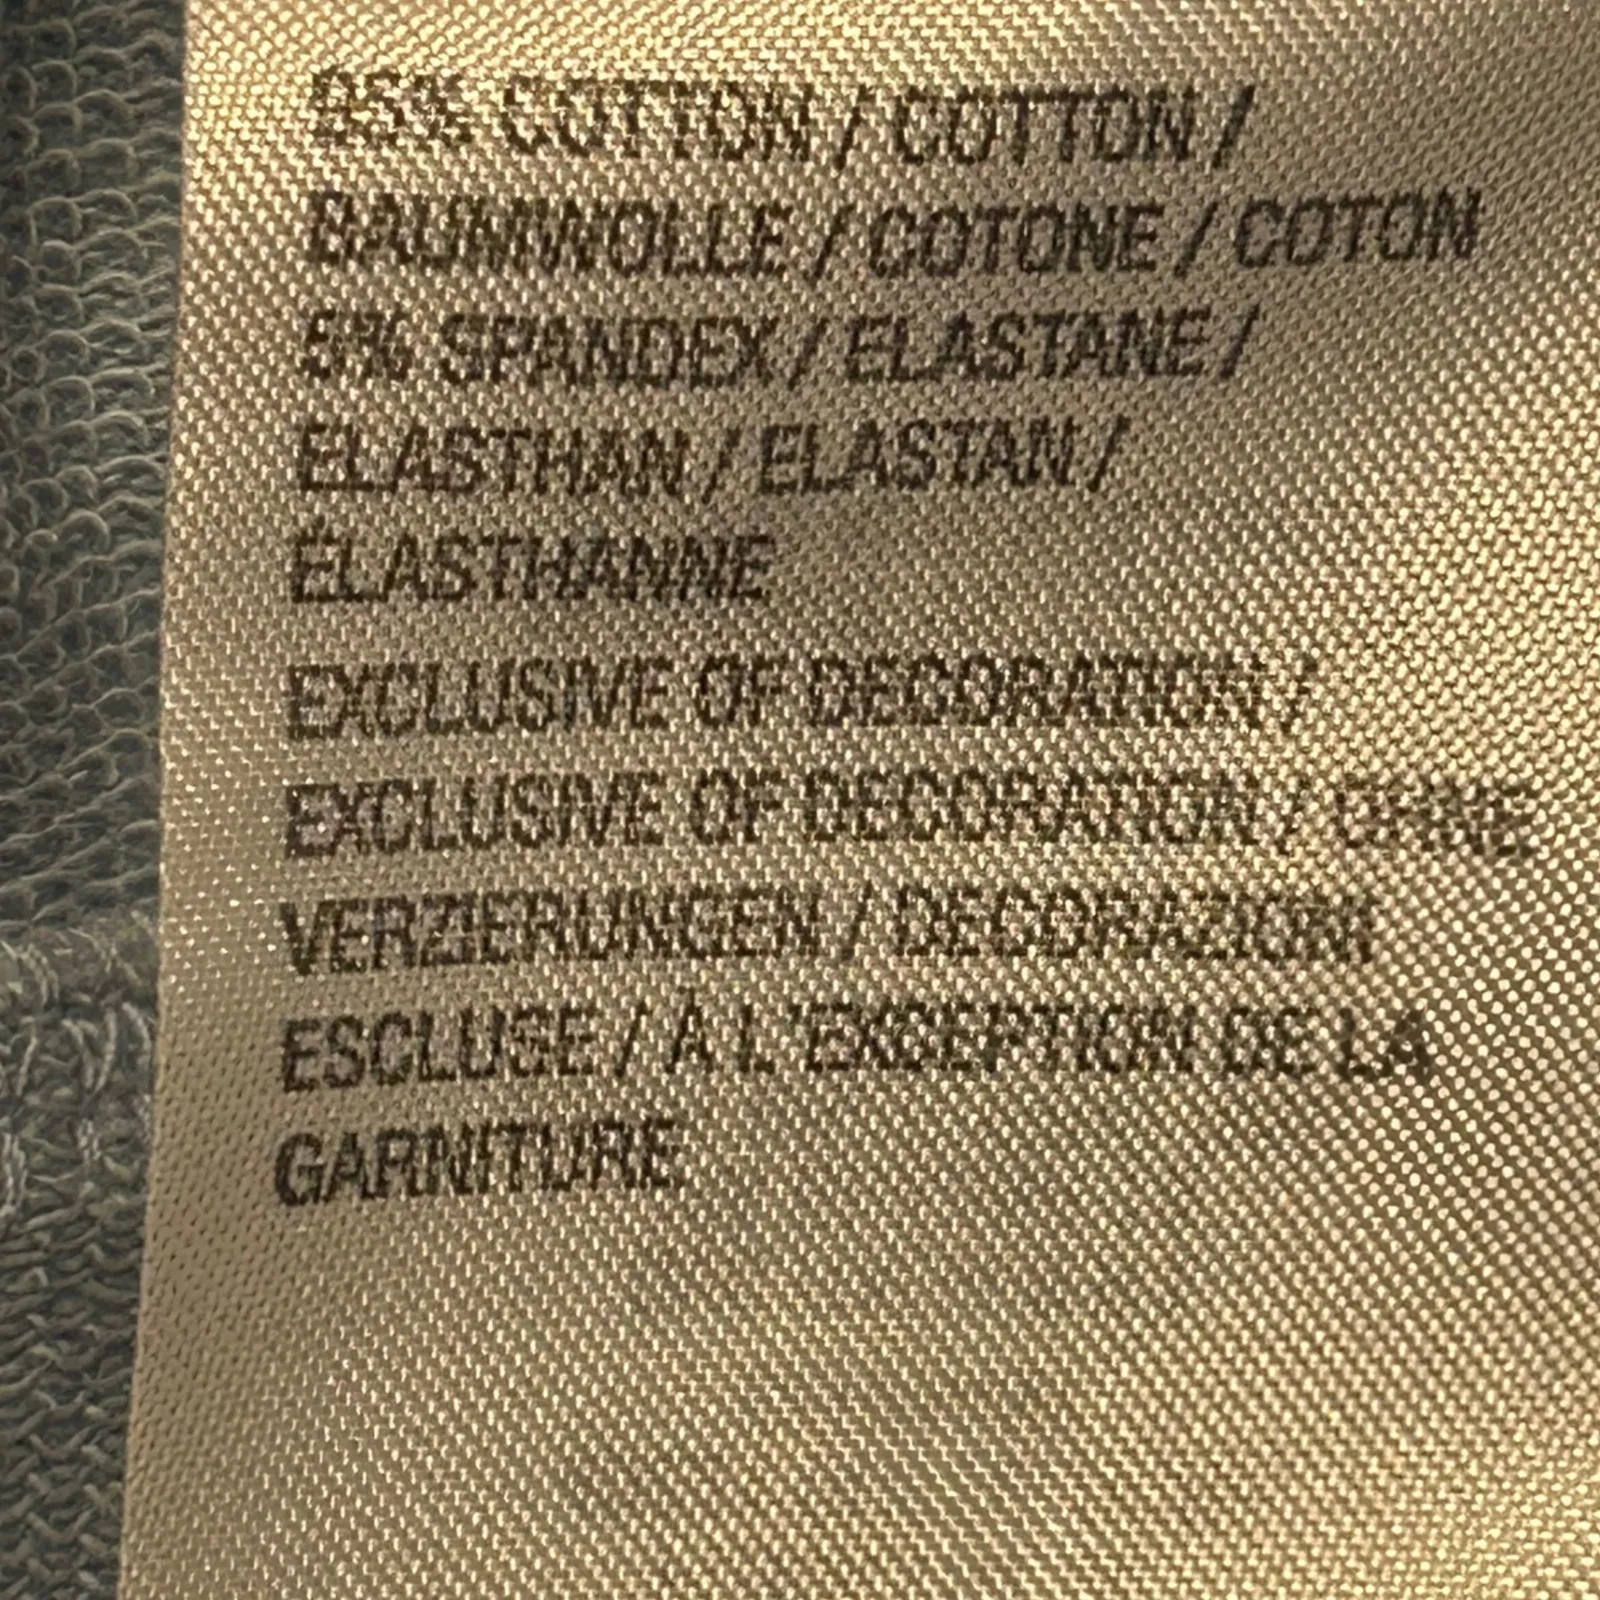 95% COTTON / COTTON /
BAUMWOLLE / COTONE / COTON
5% SPANDEX / ELASTANE /
ELASTHAN / ELASTAN /
ÉLASTHANNE
EXCLUSIVE OF DECORATION /
EXCLUSIVE OF DECORATION / OHNE
VERZIERUNGEN / DECORAZIONI
ESCLUSE / À L'EXCEPTION DE LA
GARNITURE